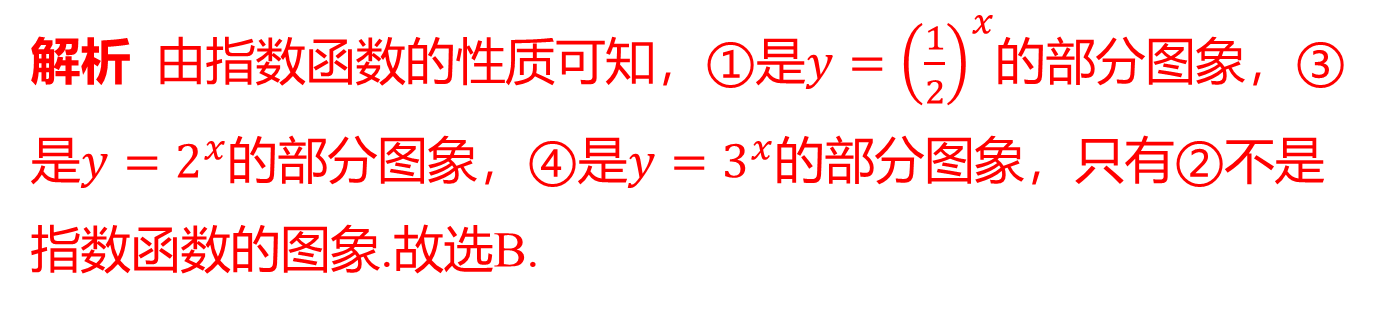 解析 由指数函数的性质可知，①是y = (1/2)^x的部分图象，③
是y = 2^x的部分图象，④是y = 3^x的部分图象，只有②不是
指数函数的图象.故选B.